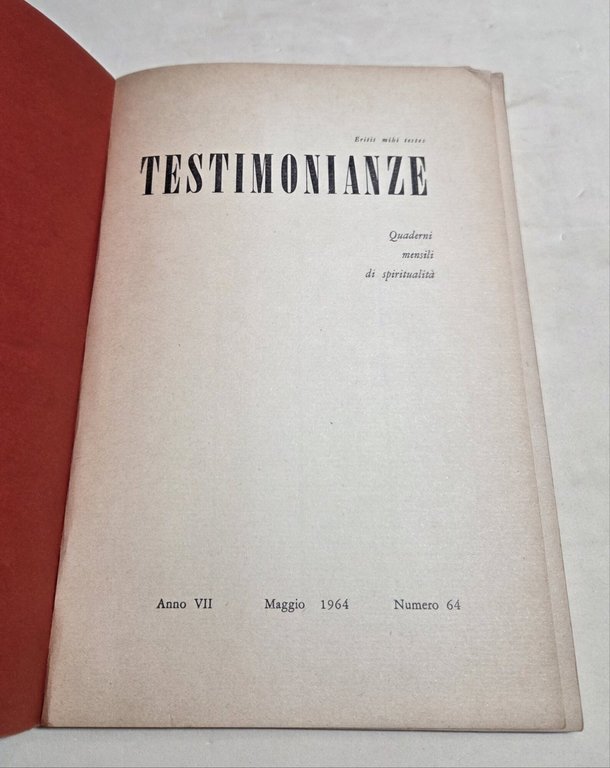 Eritis mihi testes
TESTIMONIANZE
Quaderni
mensili
di spiritualità
Anno VII Maggio 1964 Numero 64